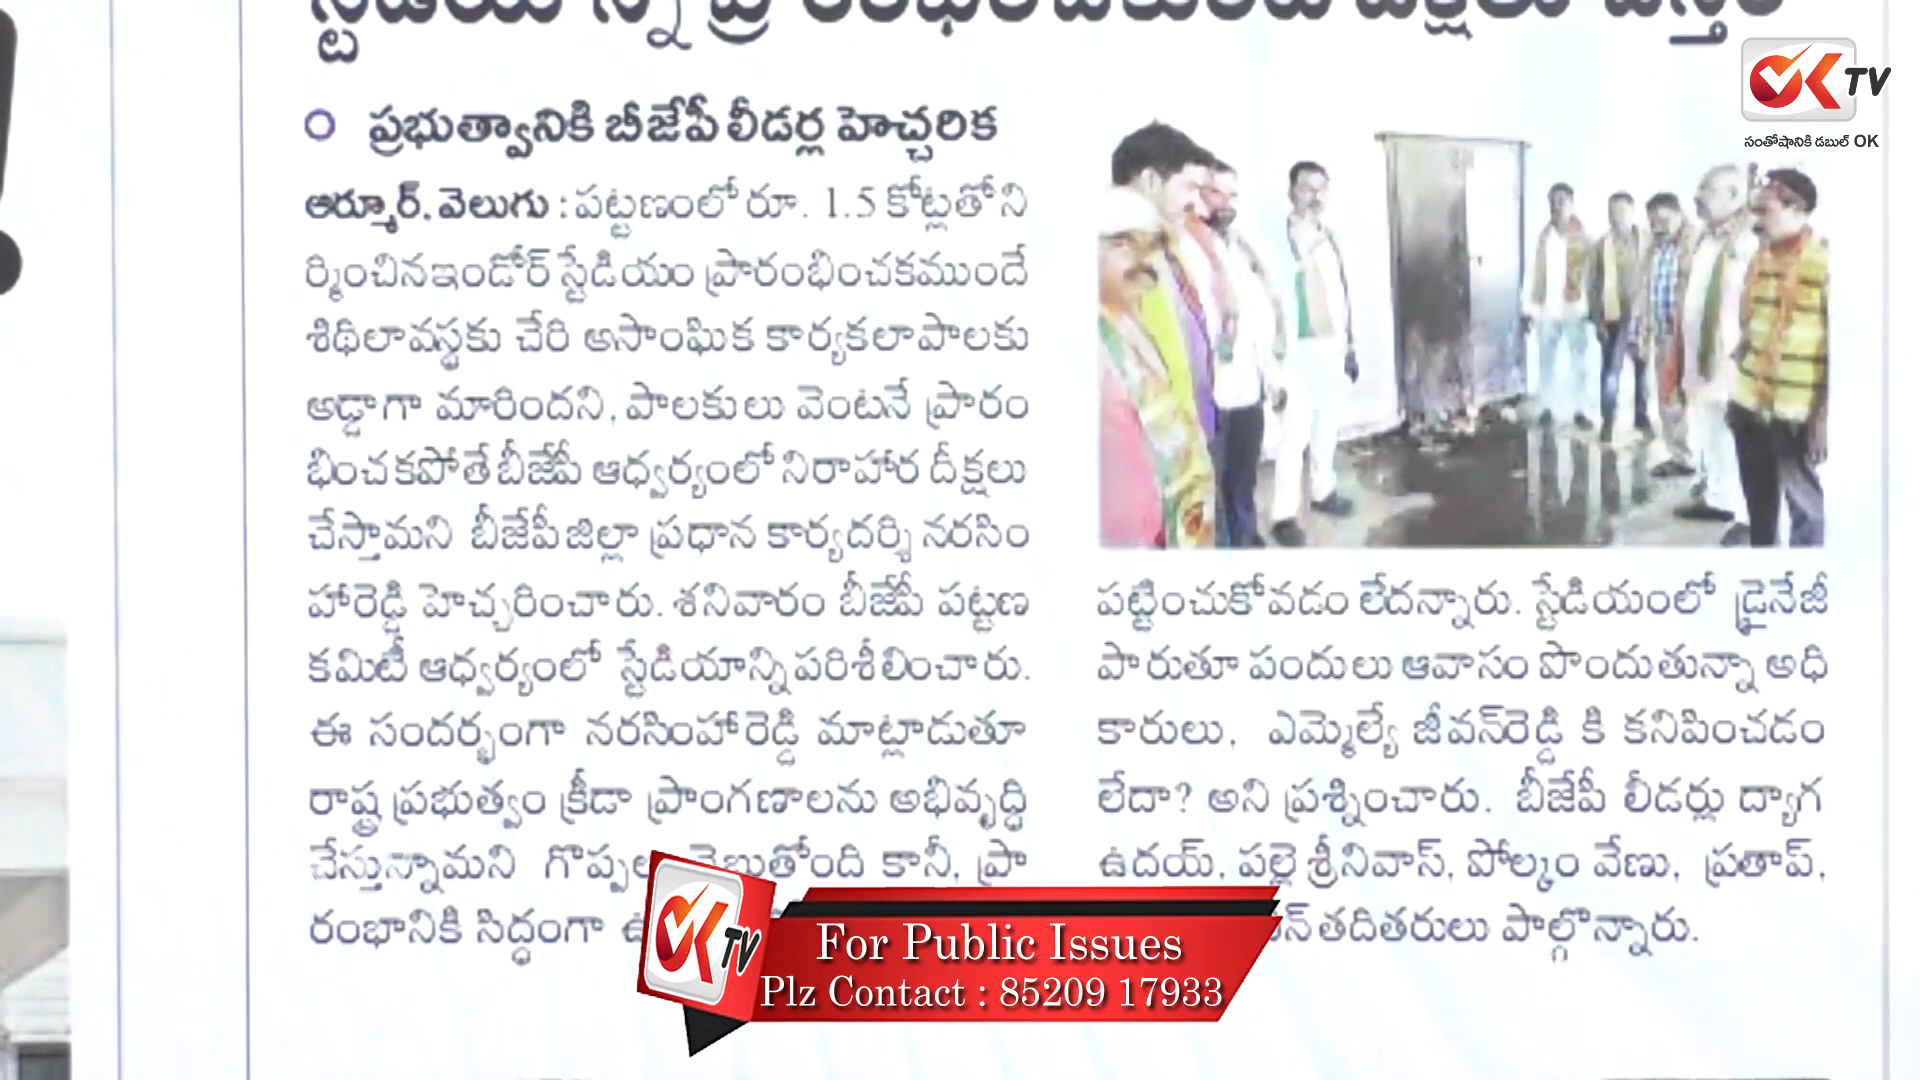 OK TV
సంతోషానికి డబుల్ OK
ప్రభుత్వానికి బీజేపీ లీడర్ల హెచ్చరిక
ఆర్మూర్, వెలుగు : పట్టణంలో రూ. 1.5 కోట్లతో ని
ర్మించిన ఇండోర్ స్టేడియం ప్రారంభించకముందే
శిథిలావస్థకు చేరి అసాంఘిక కార్యకలాపాలకు
అడ్డాగా మారిందని, పాలకులు వెంటనే ప్రారం
భించకపోతే బీజేపీ ఆధ్వర్యంలో నిరాహార దీక్షలు
చేస్తామని బీజేపీ జిల్లా ప్రధాన కార్యదర్శి నరసిం
హారెడ్డి హెచ్చరించారు. శనివారం బీజేపీ పట్టణ
కమిటీ ఆధ్వర్యంలో స్టేడియాన్ని పరిశీలించారు.
ఈ సందర్భంగా నరసింహారెడ్డి మాట్లాడుతూ
రాష్ట్ర ప్రభుత్వం క్రీడా ప్రాంగణాలను అభివృద్ధి
చేస్తున్నామని చెబుతోంది కానీ, ప్రా
రంభానికి సిద్ధంగా
పట్టించుకోవడం లేదన్నారు. స్టేడియంలో డ్రైనేజీ
పారుతూ పందులు ఆవాసం పొందుతున్నా అధి
కారులు, ఎమ్మెల్యే జీవన్‌రెడ్డి కి కనిపించడం
లేదా? అని ప్రశ్నించారు. బీజేపీ లీడర్లు ద్యాగ
ఉదయ్, పల్లె శ్రీనివాస్, పోల్కం వేణు, ప్రతాప్,
తదితరులు పాల్గొన్నారు.
OK TV
For Public Issues
Plz Contact : 85209 17933